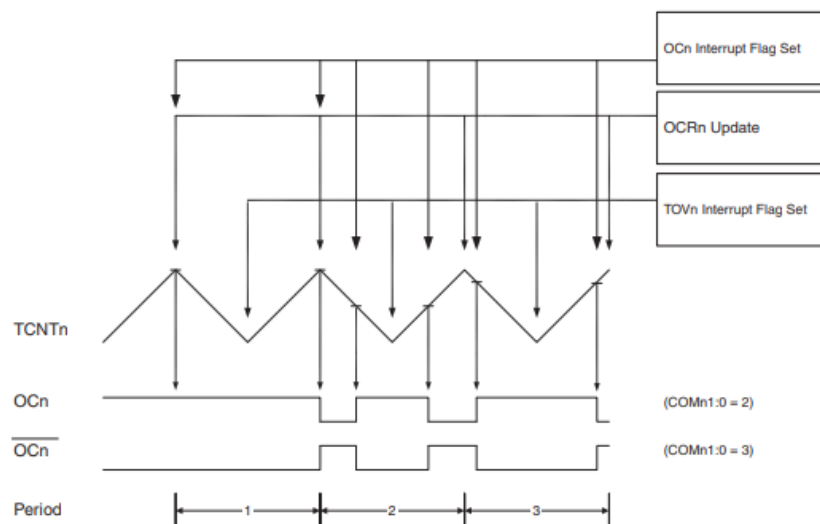 OCn Interrupt Flag Set
OCRn Update
TOVn Interrupt Flag Set
TCNTn
OCn
(COMn1:0 = 2)
OCn
(COMn1:0 = 3)
Period
1
2
3